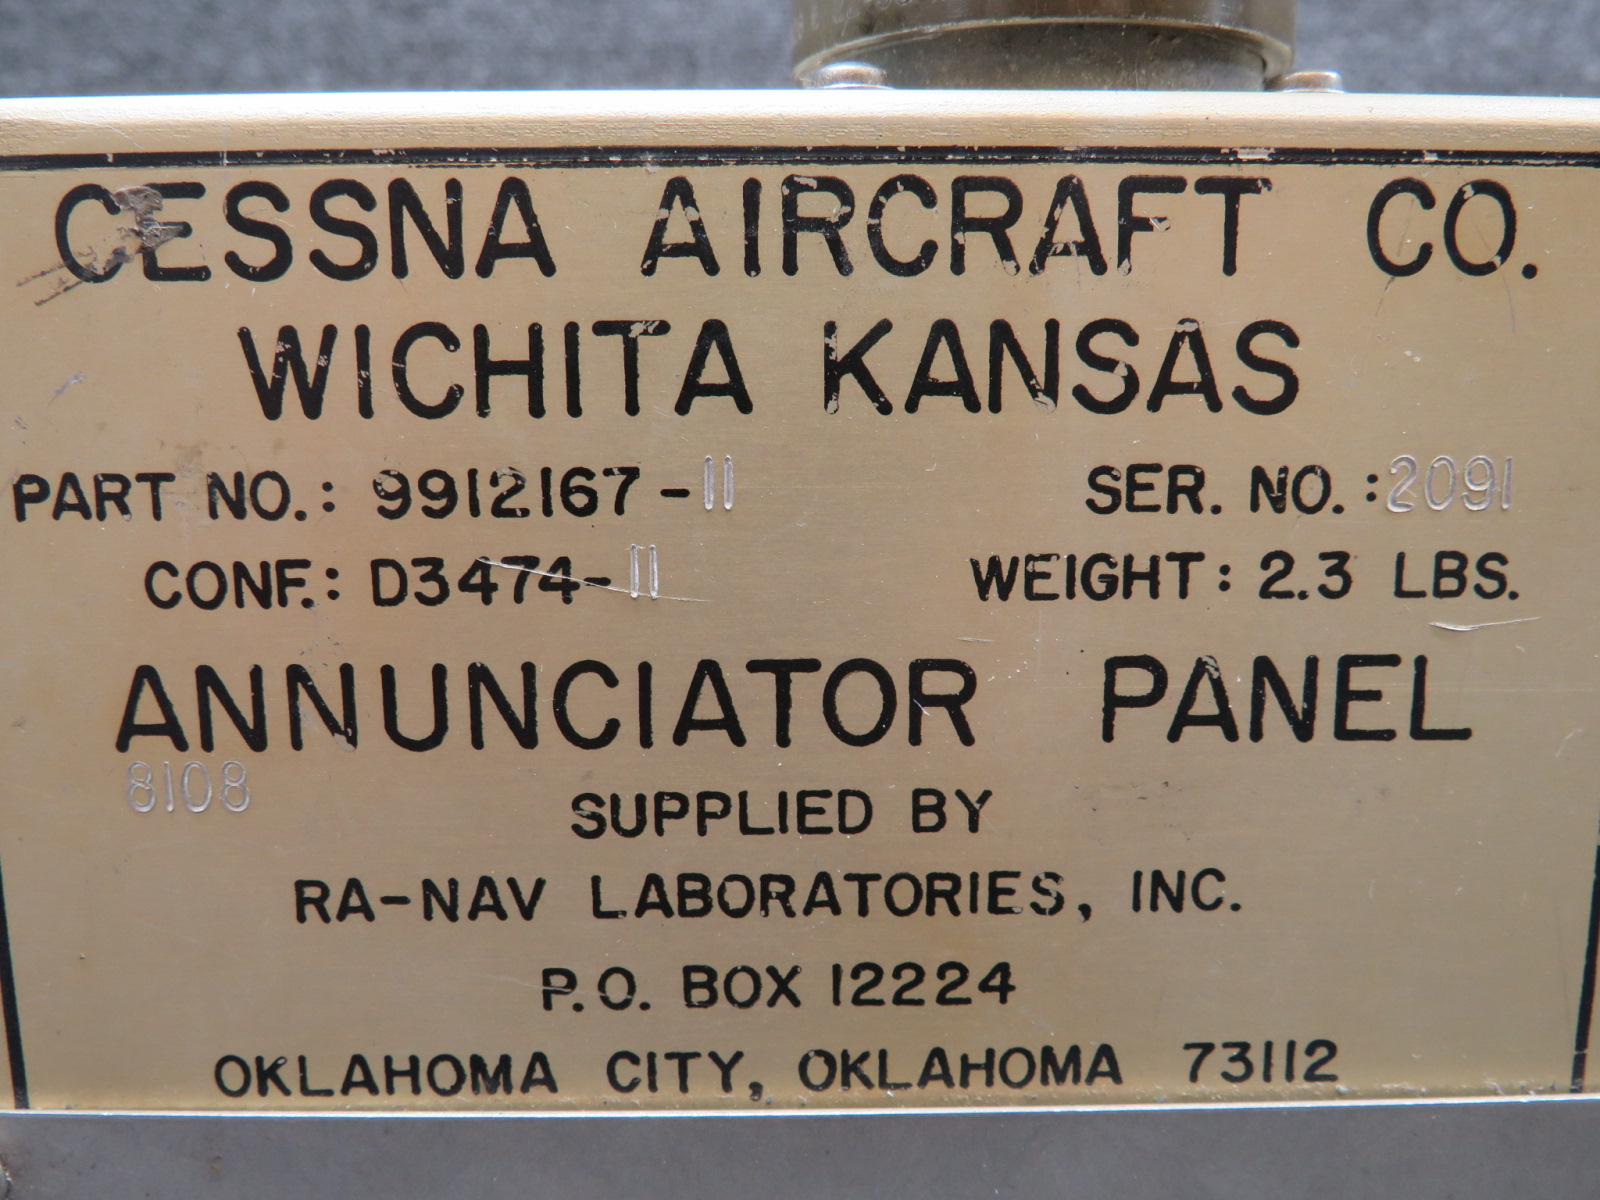 CESSNA AIRCRAFT CO.
WICHITA KANSAS
PART NO.: 9912167-11 SER. NO.:2091
CONF.: D3474-11 WEIGHT: 2.3 LBS.
ANNUNCIATOR PANEL
8108
SUPPLIED BY
RA-NAV LABORATORIES, INC.
P.O. BOX 12224
OKLAHOMA CITY, OKLAHOMA 73112